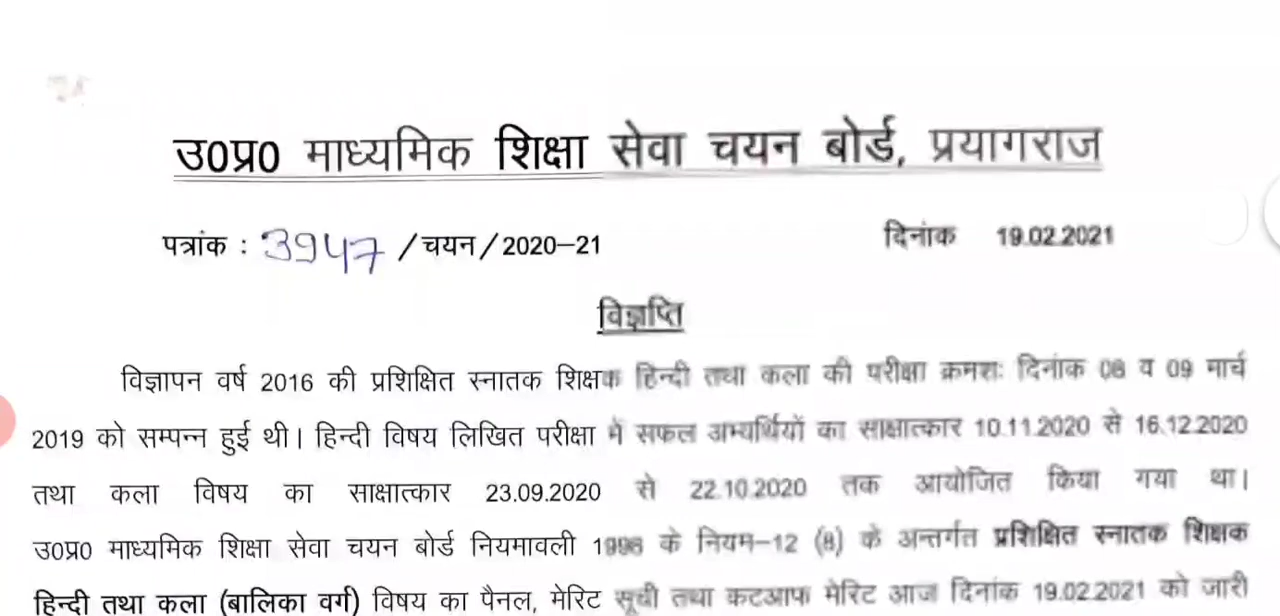 उ0प्र0 माध्यमिक शिक्षा सेवा चयन बोर्ड, प्रयागराज
पत्रांक : 3947 /चयन/2020–21 दिनांक 19.02.2021
विज्ञप्ति
विज्ञापन वर्ष 2016 की प्रशिक्षित स्नातक शिक्षक हिन्दी तथा कला की परीक्षा क्रमशः दिनांक 08 व 09 मार्च
2019 को सम्पन्न हुई थी। हिन्दी विषय लिखित परीक्षा में सफल अभ्यर्थियों का साक्षात्कार 10.11.2020 से 16.12.2020
तथा कला विषय का साक्षात्कार 23.09.2020 से 22.10.2020 तक आयोजित किया गया था।
उ0प्र0 माध्यमिक शिक्षा सेवा चयन बोर्ड नियमावली 1998 के नियम–12 (8) के अन्तर्गत प्रशिक्षित स्नातक शिक्षक
हिन्दी तथा कला (बालिका वर्ग) विषय का पैनल, मेरिट सूची तथा कटआफ मेरिट आज दिनांक 19.02.2021 को जारी